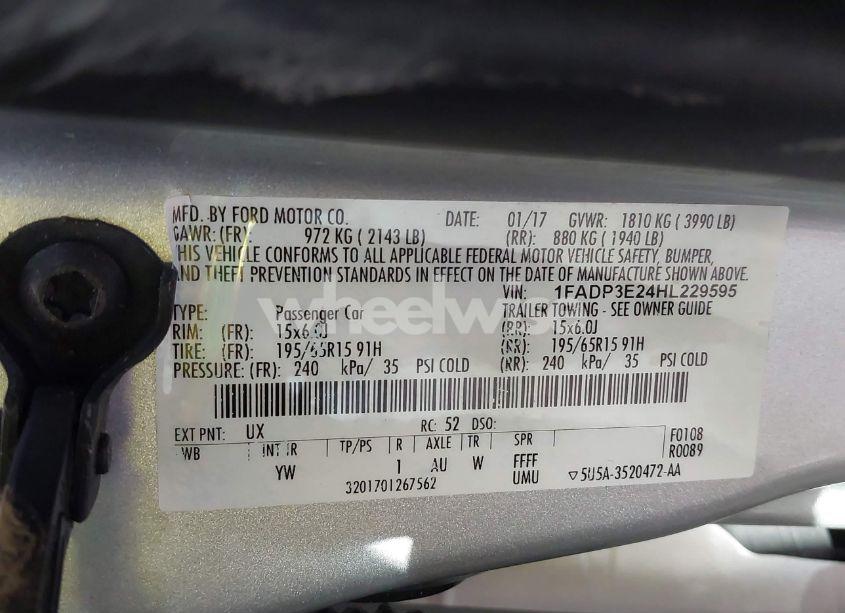 MFD. BY FORD MOTOR CO. DATE: 01/17 GVWR: 1810 KG ( 3990 LB)
GAWR: (FR) 972 KG ( 2143 LB) (RR): 880 KG ( 1940 LB)
THIS VEHICLE CONFORMS TO ALL APPLICABLE FEDERAL MOTOR VEHICLE SAFETY, BUMPER,
AND THEFT PREVENTION STANDARDS IN EFFECT ON THE DATE OF MANUFACTURE SHOWN ABOVE.
VIN: 1FADP3E24HL229595
TYPE: Passenger Car TRAILER TOWING - SEE OWNER GUIDE
RIM: (FR): 15x6.0J (RR): 15x6.0J
TIRE: (FR): 195/65R15 91H (RR): 195/65R15 91H
PRESSURE: (FR): 240 kPa/ 35 PSI COLD (RR): 240 kPa/ 35 PSI COLD
EXT PNT: UX RC: 52 DSO:
WB INT TR TP/PS R AXLE TR SPR F0108
YW 1 AU W FFFF R0089
3201701267562 UMU ▽5U5A-3520472-AA